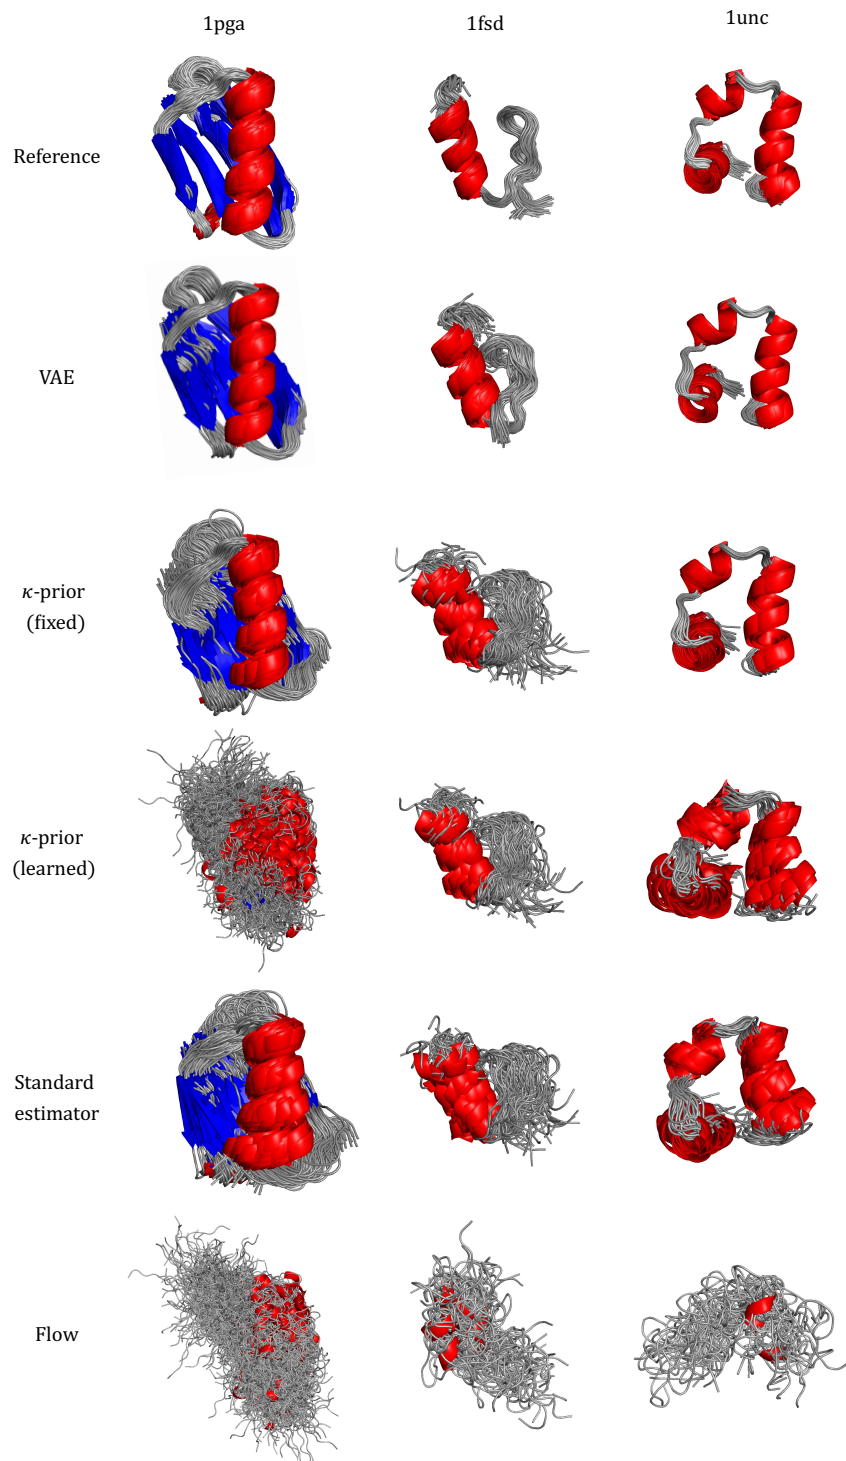 1pga 1fsd 1unc
Reference
VAE
κ-prior
(fixed)
κ-prior
(learned)
Standard
estimator
Flow